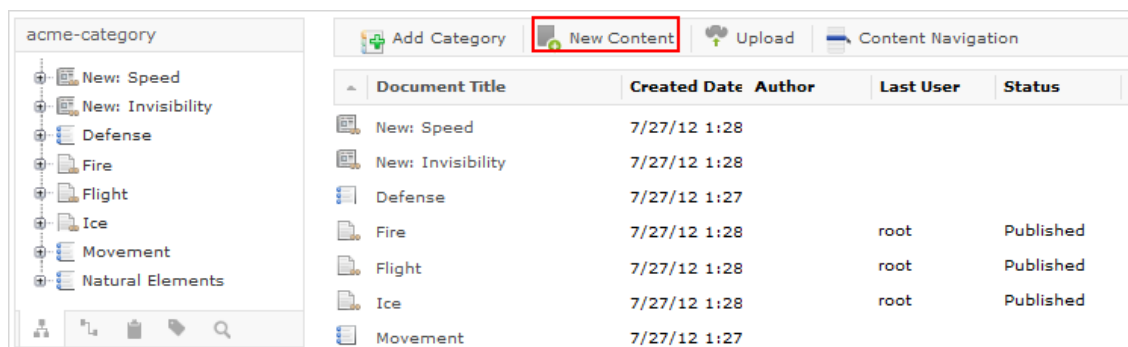 acme-category
New: Speed
New: Invisibility
Defense
Fire
Flight
Ice
Movement
Natural Elements
Add Category New Content Upload Content Navigation
Document Title Created Date Author Last User Status
New: Speed 7/27/12 1:28
New: Invisibility 7/27/12 1:28
Defense 7/27/12 1:27
Fire 7/27/12 1:28 root Published
Flight 7/27/12 1:28 root Published
Ice 7/27/12 1:28 root Published
Movement 7/27/12 1:27